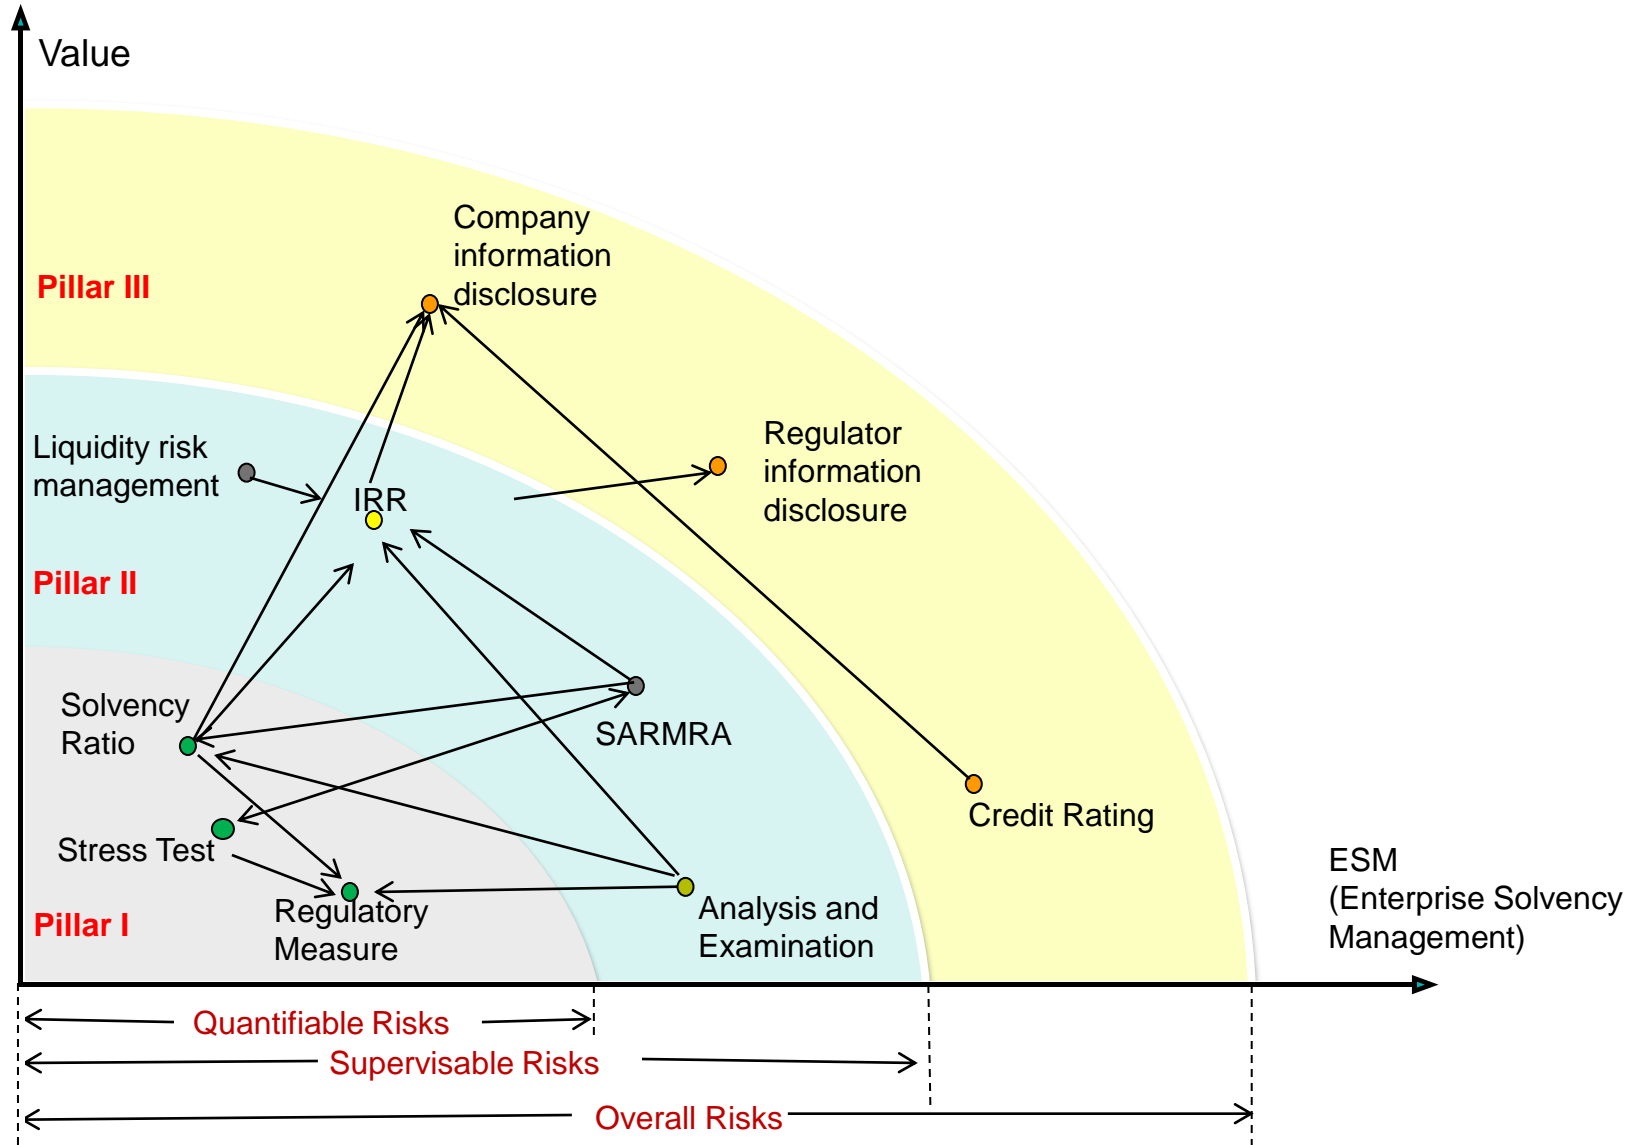 Value
Company
information
disclosure
Pillar III
Liquidity risk
management
IRR
Regulator
information
disclosure
Pillar II
Solvency
Ratio
SARMRA
Stress Test
Credit Rating
Regulatory
Measure
Pillar I
Analysis and
Examination
ESM
(Enterprise Solvency
Management)
Quantifiable Risks
Supervisable Risks
Overall Risks